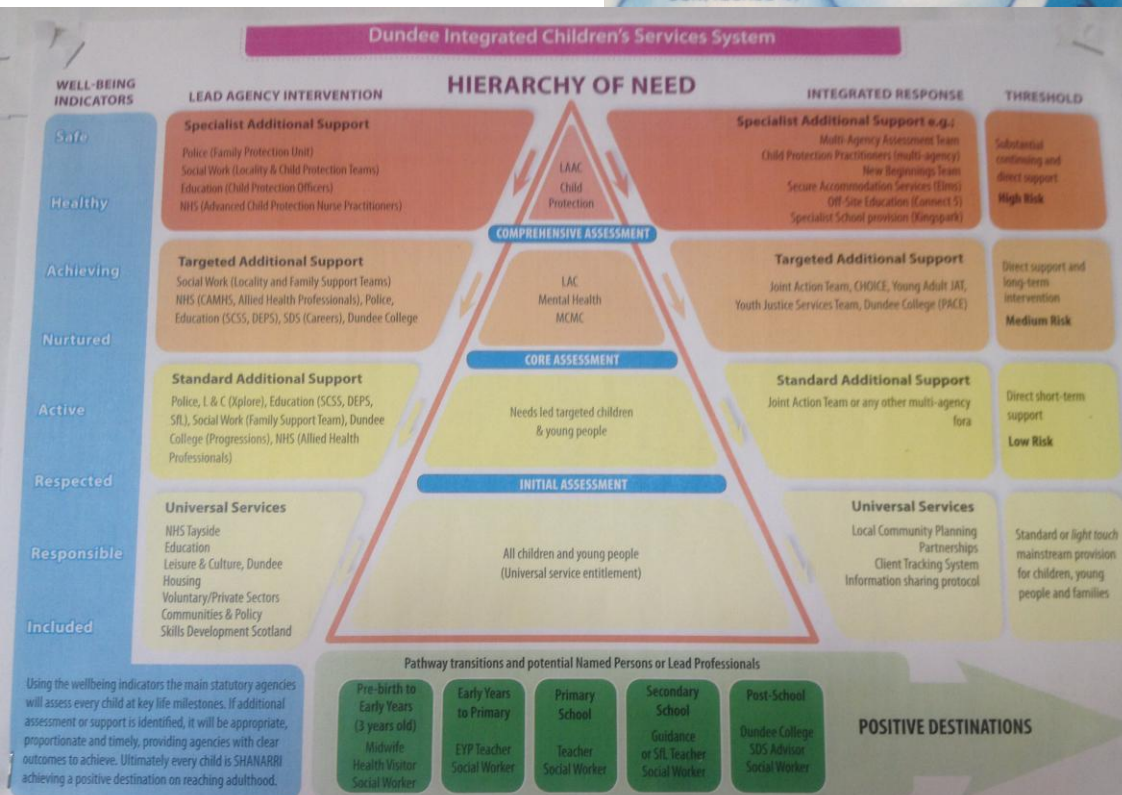 Dundee Integrated Children's Services System
HIERARCHY OF NEED
WELL-BEING
INDICATORS
Safe
Healthy
Achieving
Nurtured
Active
Respected
Responsible
Included
LEAD AGENCY INTERVENTION
Specialist Additional Support
Police (Family Protection Unit)
Social Work (Locality & Child Protection Teams)
Education (Child Protection Officers)
NHS (Advanced Child Protection Nurse Practitioners)
Targeted Additional Support
Social Work (Locality and Family Support Teams)
NHS (CAMHS, Allied Health Professionals), Police,
Education (SCSS, DEPS), SDS (Careers), Dundee College
Standard Additional Support
Police, L & C (Xplore), Education (SCSS, DEPS,
SfL), Social Work (Family Support Team), Dundee
College (Progressions), NHS (Allied Health
Professionals)
Universal Services
NHS Tayside
Education
Leisure & Culture, Dundee
Housing
Voluntary/Private Sectors
Communities & Policy
Skills Development Scotland
LAAC
Child
Protection
COMPREHENSIVE ASSESSMENT
LAC
Mental Health
MCMC
CORE ASSESSMENT
Needs led targeted children
& young people
INITIAL ASSESSMENT
All children and young people
(Universal service entitlement)
INTEGRATED RESPONSE
Specialist Additional Support e.g.;
Multi-Agency Assessment Team
Child Protection Practitioners (multi-agency)
New Beginnings Team
Secure Accommodation Services (Elms)
Off-Site Education (Connect 5)
Specialist School provision (Kingspark)
Targeted Additional Support
Joint Action Team, CHOICE, Young Adult JAT,
Youth Justice Services Team, Dundee College (PACE)
Standard Additional Support
Joint Action Team or any other multi-agency
fora
Universal Services
Local Community Planning
Partnerships
Client Tracking System
Information sharing protocol
THRESHOLD
Substantial
continuing and
direct support
High Risk
Direct support and
long-term
intervention
Medium Risk
Direct short-term
support
Low Risk
Standard or light touch
mainstream provision
for children, young
people and families
Using the wellbeing indicators the main statutory agencies
will assess every child at key life milestones. If additional
assessment or support is identified, it will be appropriate,
proportionate and timely, providing agencies with clear
outcomes to achieve. Ultimately every child is SHANARRI
achieving a positive destination on reaching adulthood.
Pathway transitions and potential Named Persons or Lead Professionals
Pre-birth to
Early Years
(3 years old)
Midwife
Health Visitor
Social Worker
Early Years
to Primary
EYP Teacher
Social Worker
Primary
School
Teacher
Social Worker
Secondary
School
Guidance
or SfL Teacher
Social Worker
Post-School
Dundee College
SDS Advisor
Social Worker
POSITIVE DESTINATIONS